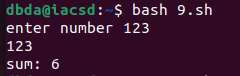 dbda@iacsd:~$ bash 9.sh
enter number 123
123
sum: 6